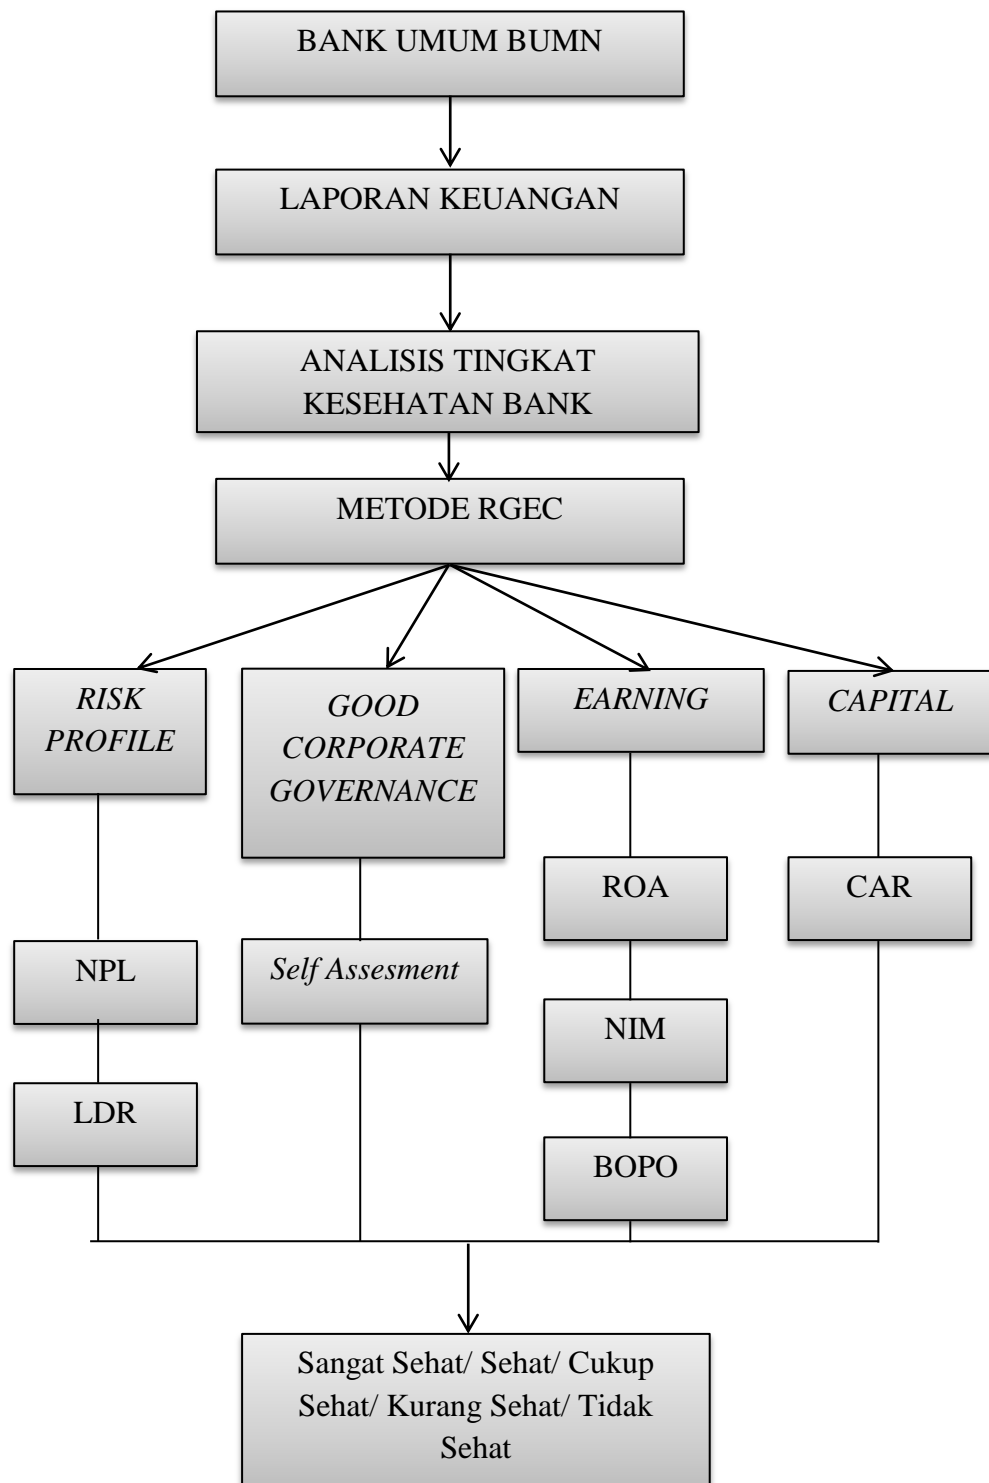 BANK UMUM BUMN
LAPORAN KEUANGAN
ANALISIS TINGKAT
KESEHATAN BANK
METODE RGEC
RISK
PROFILE
GOOD
CORPORATE
GOVERNANCE
EARNING
CAPITAL
ROA
CAR
NPL
Self Assesment
NIM
LDR
BOPO
Sangat Sehat/ Sehat/ Cukup
Sehat/ Kurang Sehat/ Tidak
Sehat